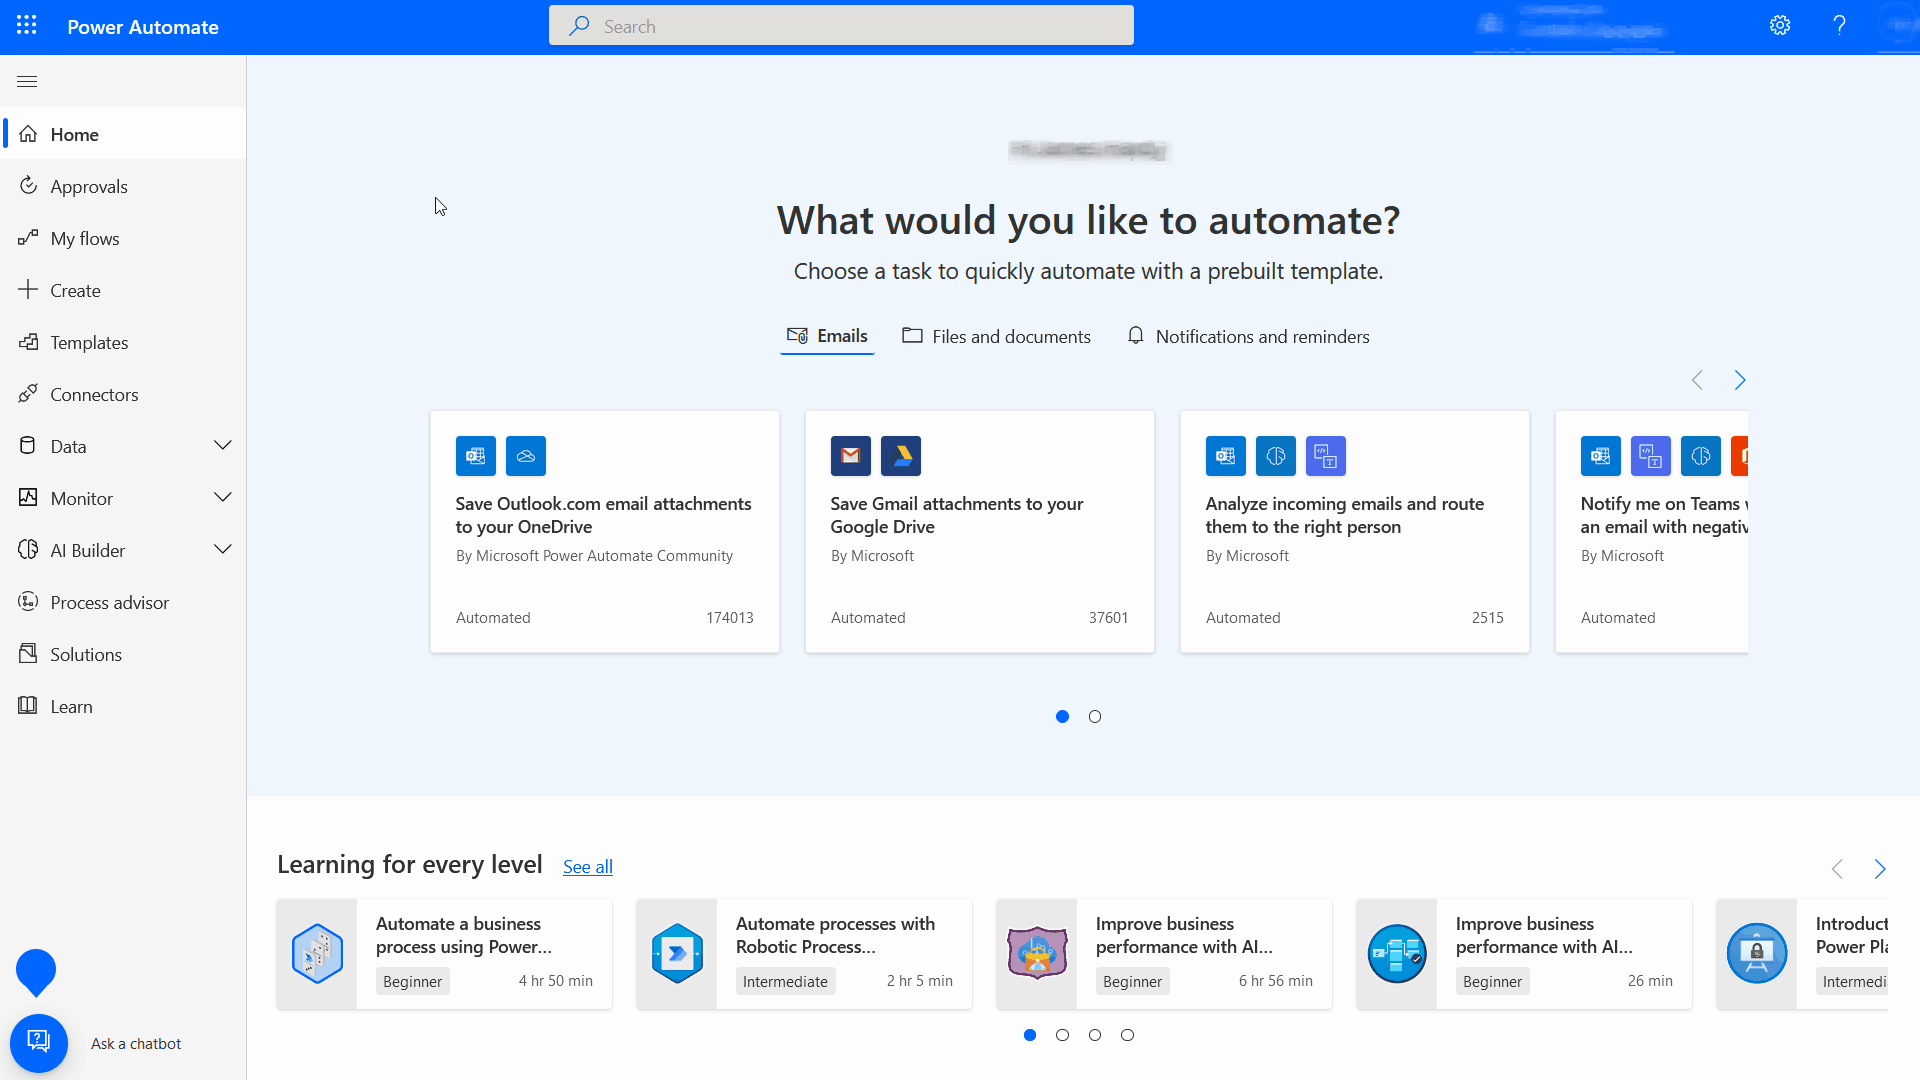 Power Automate
Search
Home
Approvals
My flows
Create
Templates
Connectors
Data
Monitor
AI Builder
Process advisor
Solutions
Learn
Ask a chatbot
What would you like to automate?
Choose a task to quickly automate with a prebuilt template.
Emails Files and documents Notifications and reminders
Save Outlook.com email attachments
to your OneDrive
By Microsoft Power Automate Community
Automated 174013
Save Gmail attachments to your
Google Drive
By Microsoft
Automated 37601
Analyze incoming emails and route
them to the right person
By Microsoft
Automated 2515
Notify me on Teams
an email with negativ
By Microsoft
Automated
Learning for every level See all
Automate a business
process using Power...
Beginner 4 hr 50 min
Automate processes with
Robotic Process...
Intermediate 2 hr 5 min
Improve business
performance with AI...
Beginner 6 hr 56 min
Improve business
performance with AI...
Beginner 26 min
Introduct
Power Pla
Intermedi